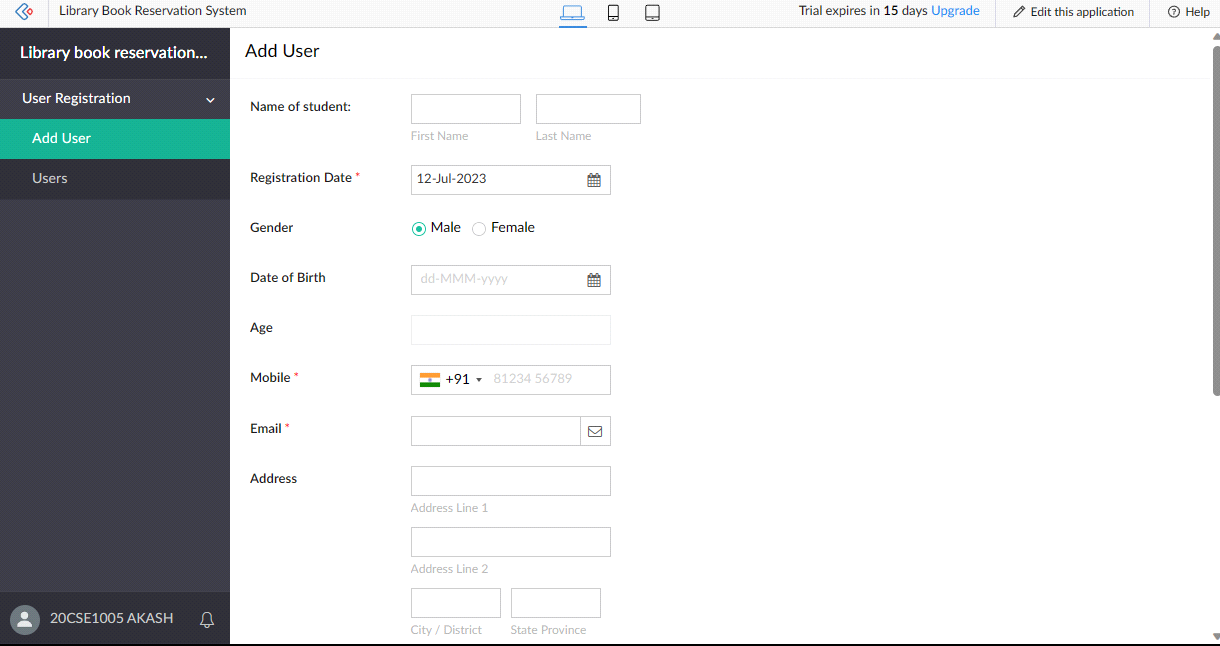 Library Book Reservation System
Trial expires in 15 days Upgrade
Edit this application
Help
Library book reservation...
User Registration
Add User
Users
20CSE1005 AKASH
Add User
Name of student:
First Name
Last Name
Registration Date *
12-Jul-2023
Gender
Male
Female
Date of Birth
dd-MMM-yyyy
Age
Mobile *
+91
81234 56789
Email *
Address
Address Line 1
Address Line 2
City / District
State Province